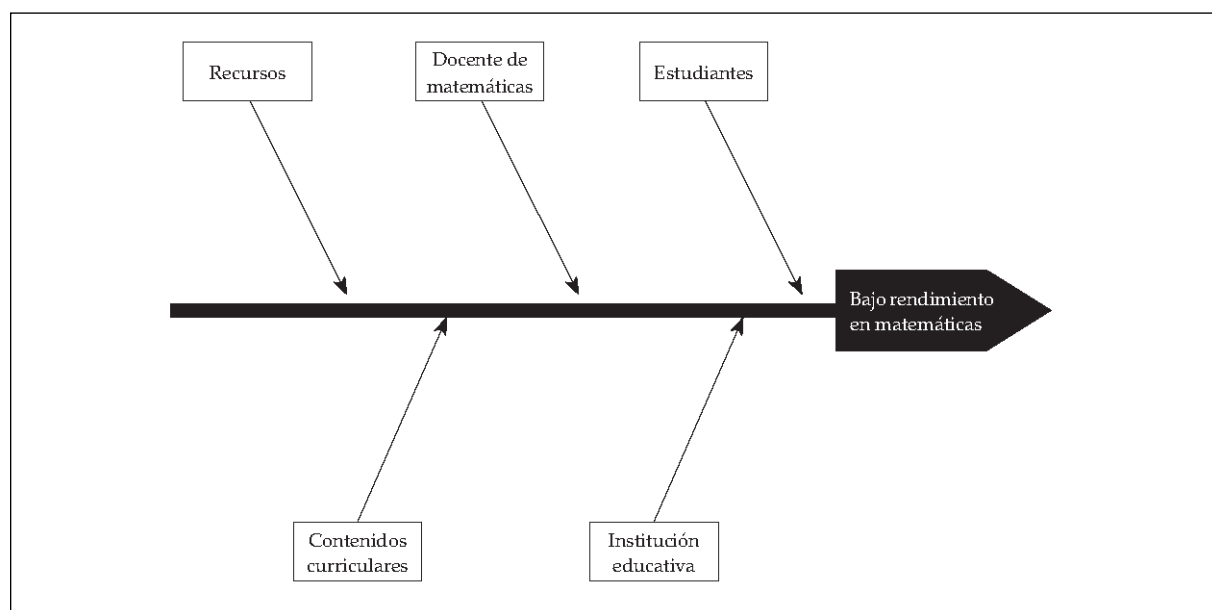 Recursos
Docente de
matemáticas
Estudiantes
Bajo rendimiento
en matemáticas
Contenidos
curriculares
Institución
educativa